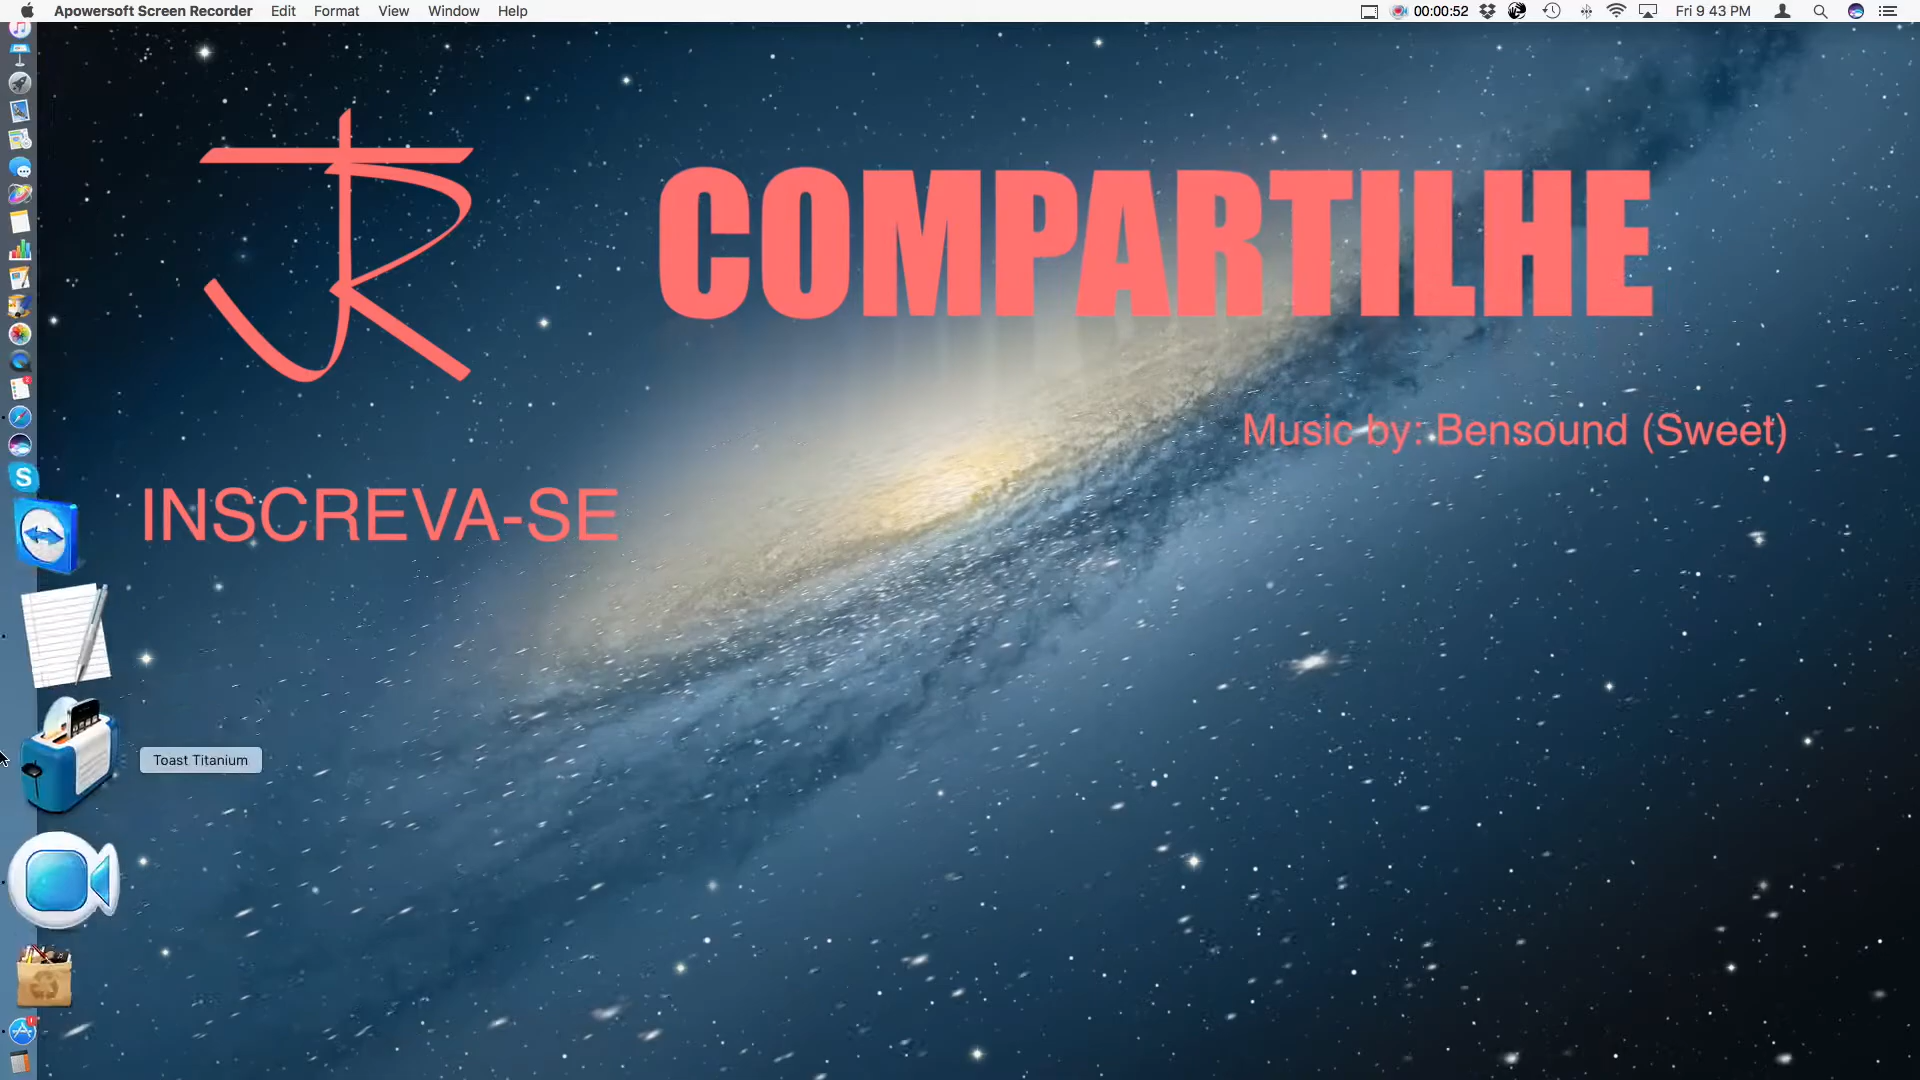 Apowersoft Screen Recorder Edit Format View Window Help 00:00:52 Fri 9 43 PM
JR COMPARTILHE
Music by: Bensound (Sweet)
INSCREVA-SE
S
Toast Titanium